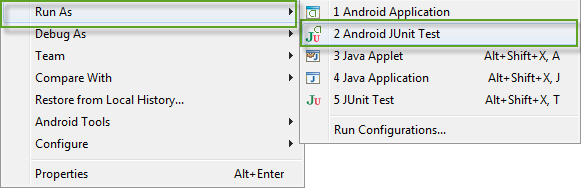 Run As
Debug As
Team
Compare With
Restore from Local History...
Android Tools
Configure
Properties Alt+Enter
1 Android Application
2 Android JUnit Test
3 Java Applet Alt+Shift+X, A
4 Java Application Alt+Shift+X, J
5 JUnit Test Alt+Shift+X, T
Run Configurations...